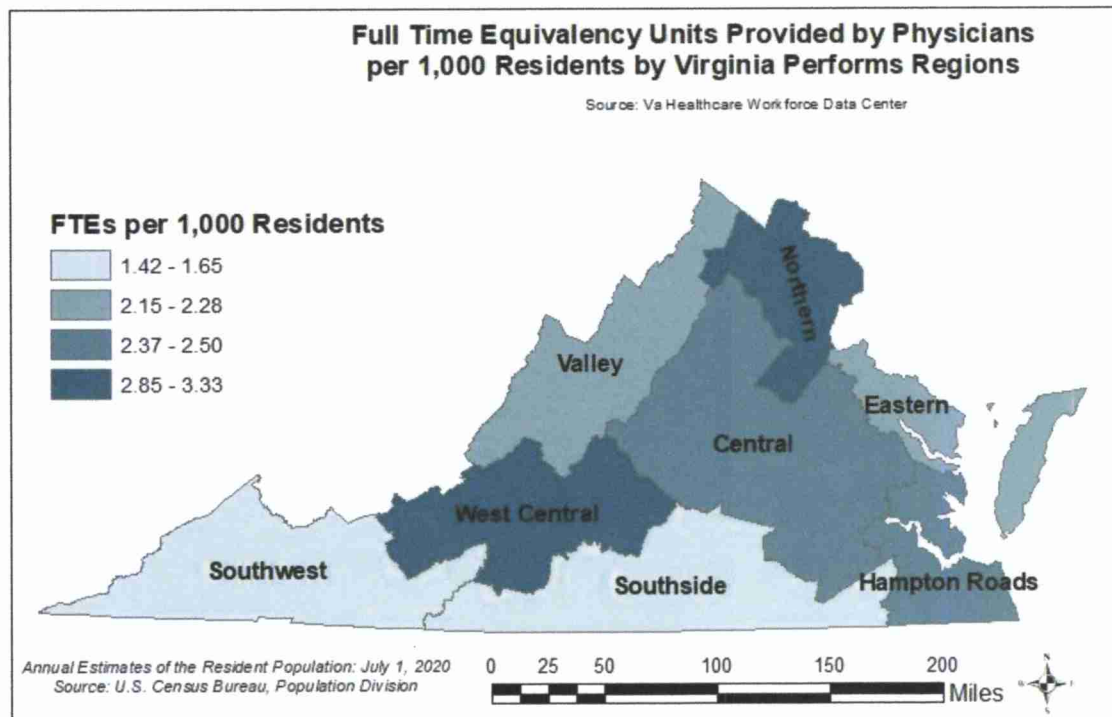 Full Time Equivalency Units Provided by Physicians
per 1,000 Residents by Virginia Performs Regions
Source: Va Healthcare Workforce Data Center
FTEs per 1,000 Residents
1.42 - 1.65
2.15 - 2.28
2.37 - 2.50
2.85 - 3.33
Northern
Valley
Eastern
Central
West Central
Southwest
Southside
Hampton Roads
Annual Estimates of the Resident Population: July 1, 2020
Source: U.S. Census Bureau, Population Division
0 25 50 100 150 200
Miles
N
W E
S